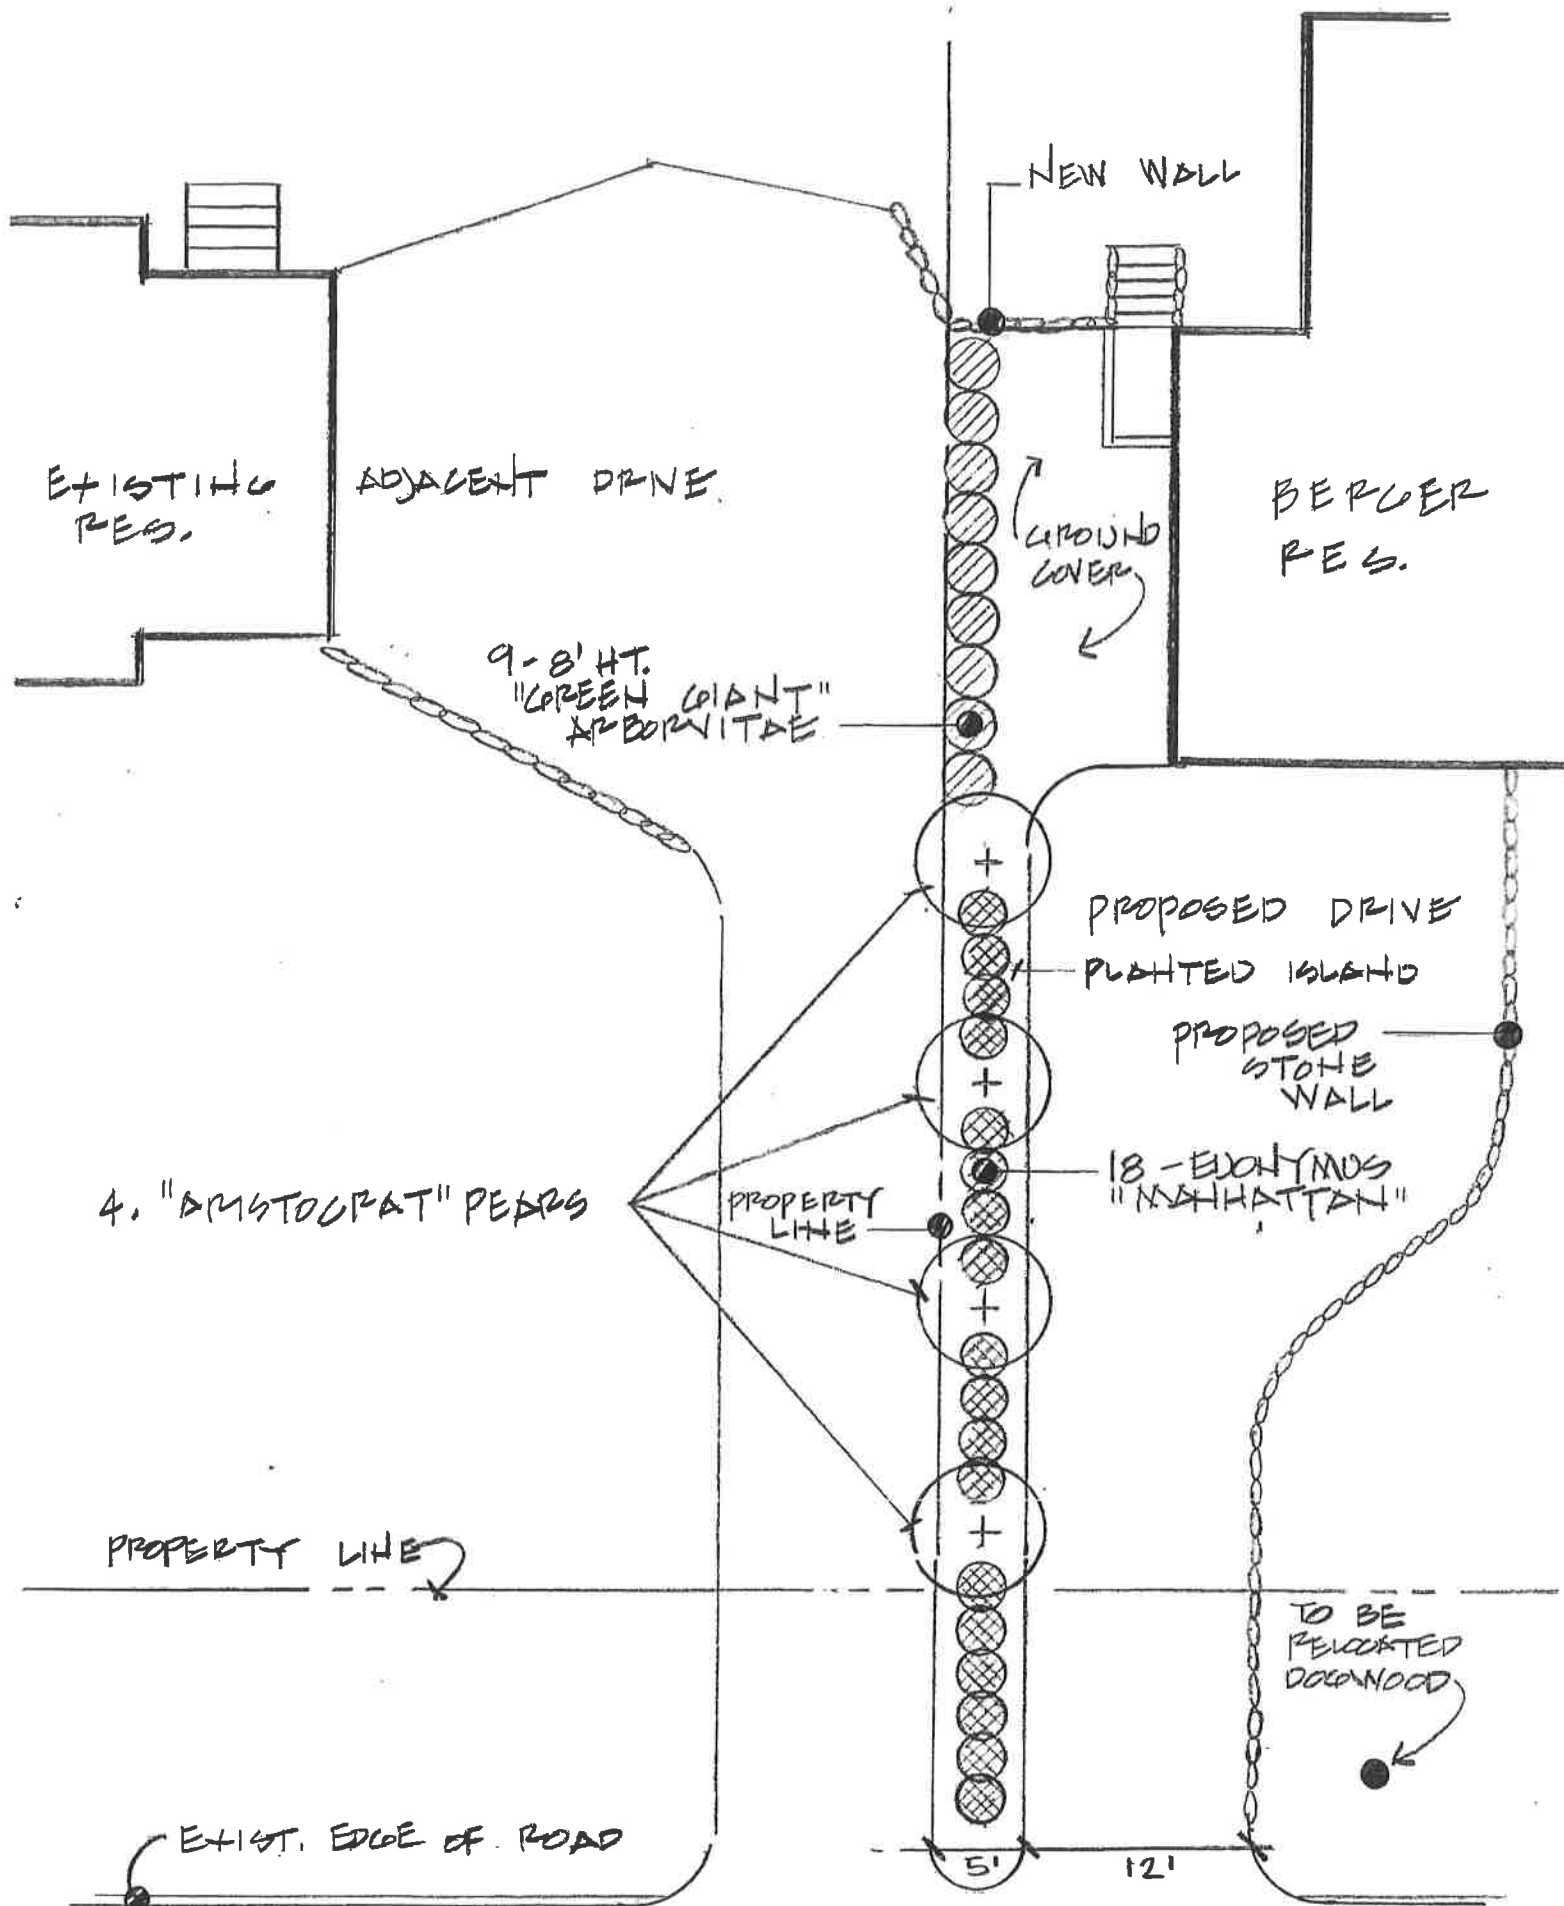 NEW WALL
EXISTING
RES.
ADJACENT DRIVE
BERGER
RES.
GROUND
COVER
9-8' HT.
"GREEN GIANT"
ARBORVITAE
PROPOSED DRIVE
PLANTED ISLAND
PROPOSED
STONE
WALL
4. "ARISTOCRAT" PEARS
PROPERTY
LINE
18-EUONYMUS
"MANHATTAN"
PROPERTY LINE
TO BE
RELOCATED
DOGWOOD
EXIST. EDGE OF ROAD
5'
12'